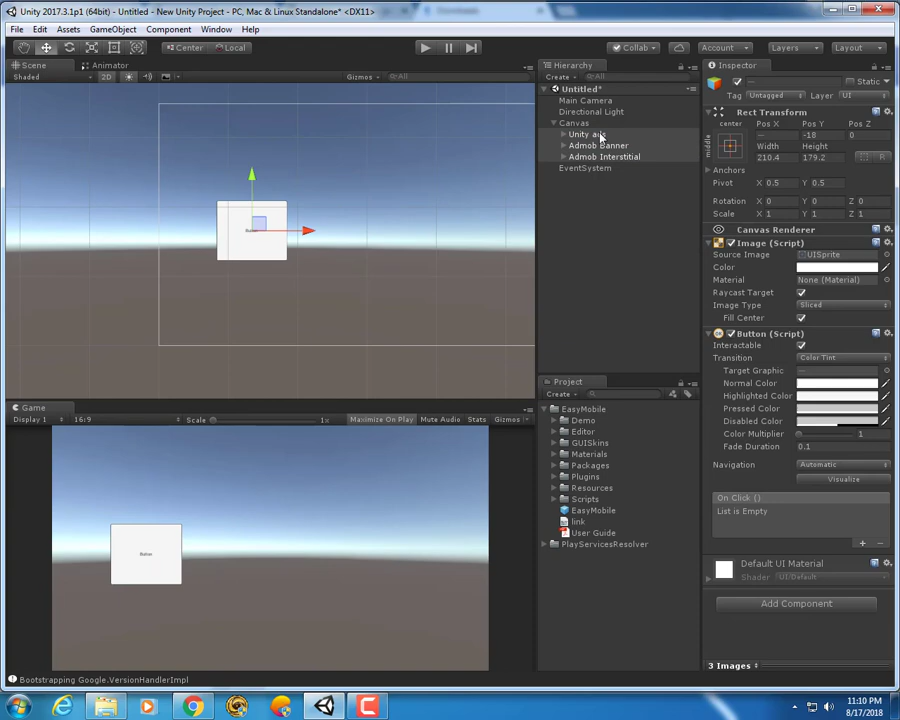 Unity 2017.3.1p1 (64bit) - Untitled - New Unity Project - PC, Mac & Linux Standalone* <DX11>
File Edit Assets GameObject Component Window Help
Center Local Collab Account Layers Layout
Scene Animator
Shaded 2D Gizmos All
Hierarchy
Create All
Untitled*
Main Camera
Directional Light
Canvas
Unity ads
Admob Banner
Admob Interstitial
EventSystem
Button
Game
Display 1 16:9 Scale 1x Maximize On Play Mute Audio Stats Gizmos
Button
Project
Create
EasyMobile
Demo
Editor
GUISkins
Materials
Packages
Plugins
Resources
Scripts
EasyMobile
link
User Guide
PlayServicesResolver
Inspector
— Static
Tag Untagged Layer UI
Rect Transform
center Pos X Pos Y Pos Z
middle — -18 0
Width Height
210.4 179.2 R
Anchors
Pivot X 0.5 Y 0.5
Rotation X 0 Y 0 Z 0
Scale X 1 Y 1 Z 1
Canvas Renderer
Image (Script)
Source Image UISprite
Color
Material None (Material)
Raycast Target
Image Type Sliced
Fill Center
Button (Script)
Interactable
Transition Color Tint
Target Graphic —
Normal Color
Highlighted Color
Pressed Color
Disabled Color
Color Multiplier 1
Fade Duration 0.1
Navigation Automatic
Visualize
On Click ()
List is Empty
Default UI Material
Shader UI/Default
Add Component
3 Images
Bootstrapping Google.VersionHandlerImpl
11:10 PM
8/17/2018